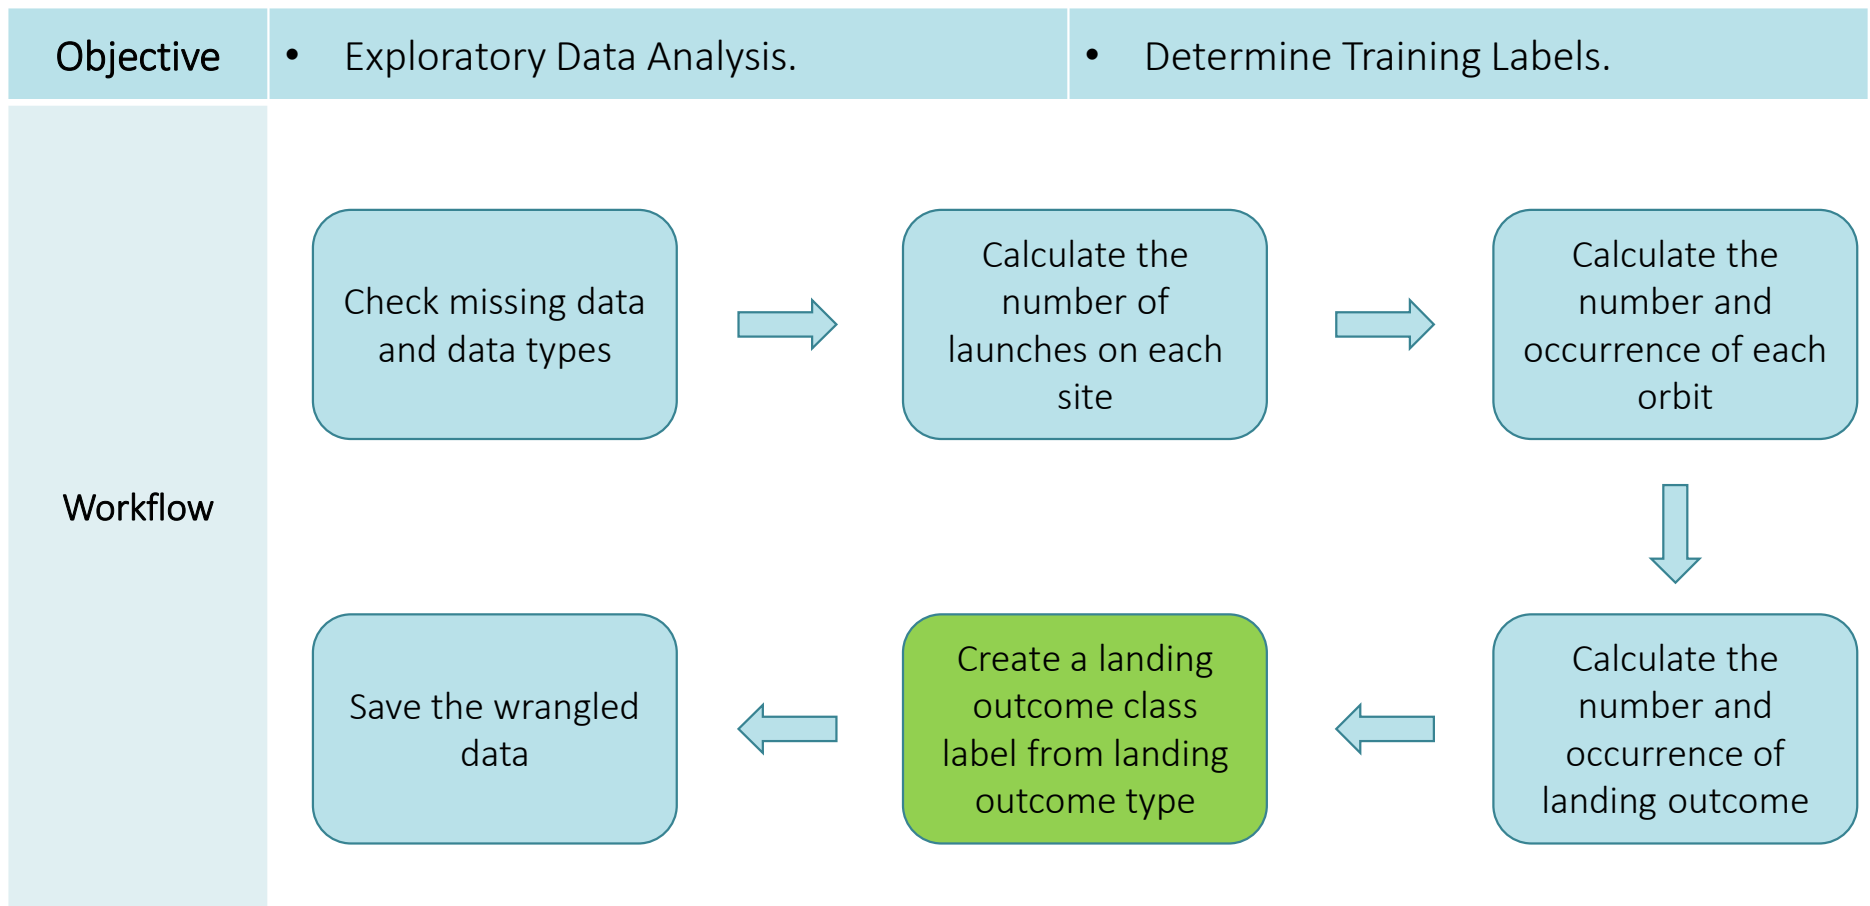 Objective
• Exploratory Data Analysis.
• Determine Training Labels.
Workflow
Check missing data
and data types
Calculate the
number of
launches on each
site
Calculate the
number and
occurrence of each
orbit
Calculate the
number and
occurrence of
landing outcome
Create a landing
outcome class
label from landing
outcome type
Save the wrangled
data